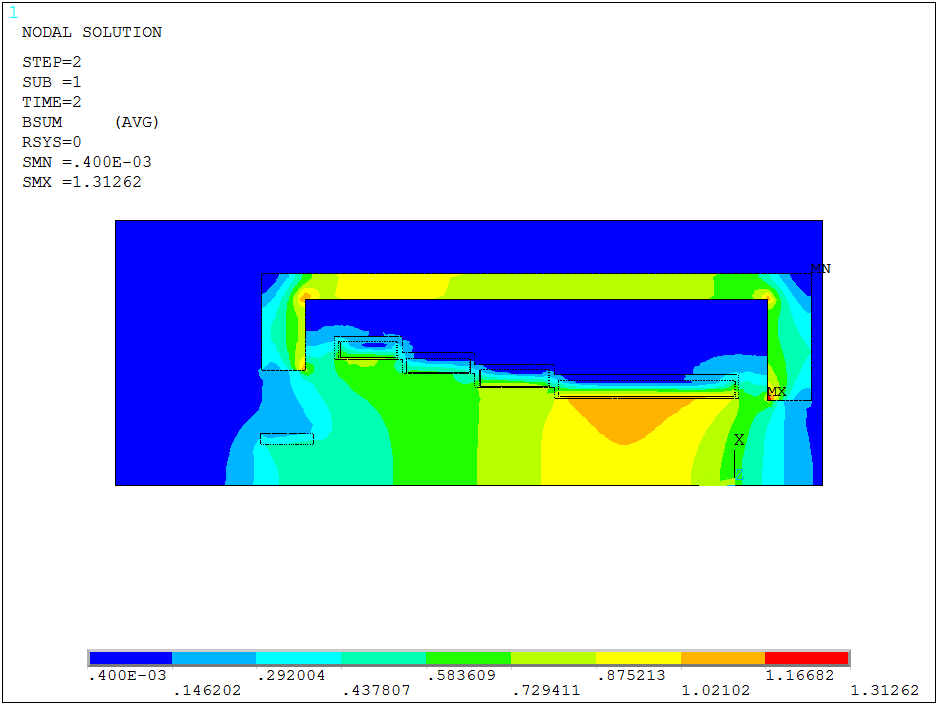 1
NODAL SOLUTION
STEP=2
SUB =1
TIME=2
BSUM (AVG)
RSYS=0
SMN =.400E-03
SMX =1.31262
MN
MX
X
.400E-03 .292004 .583609 .875213 1.16682
.146202 .437807 .729411 1.02102 1.31262